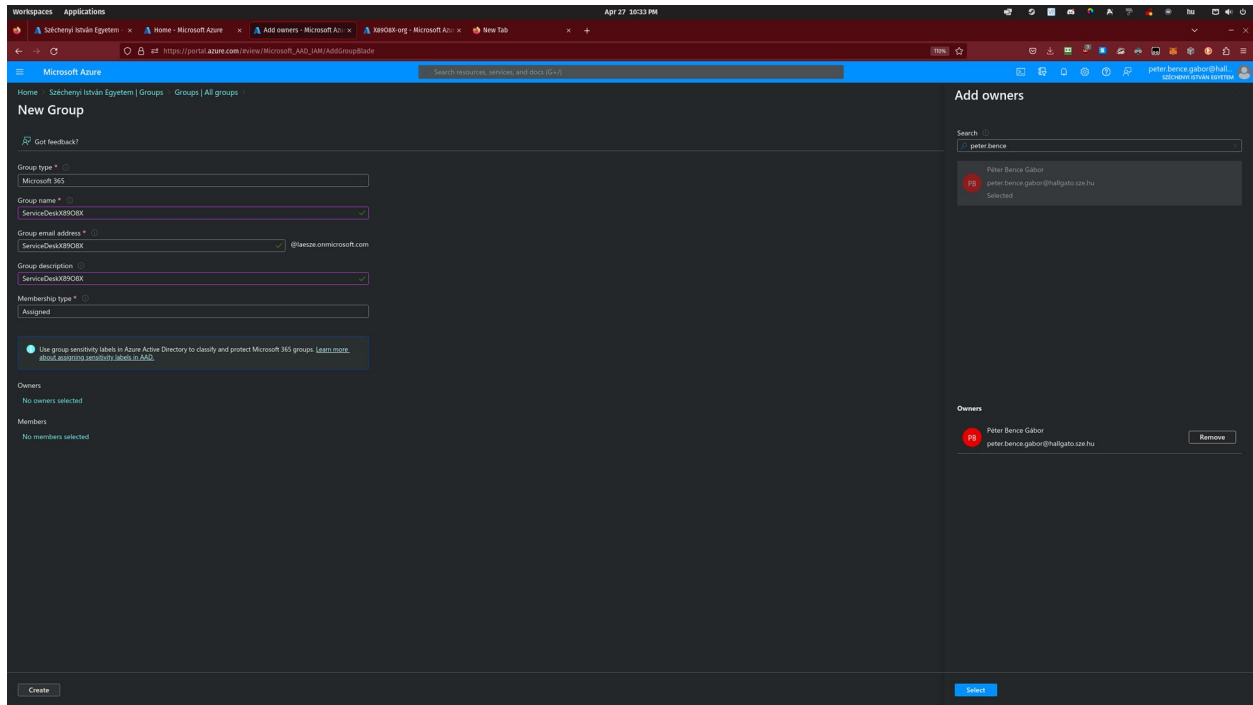 Workspaces Applications
Apr 27 10:33 PM
hu
Széchenyi István Egyetem -
Home - Microsoft Azure
Add owners - Microsoft Azu
X89O8X-org - Microsoft Azu
New Tab
https://portal.azure.com/#view/Microsoft_AAD_IAM/AddGroupBlade
110%
Microsoft Azure
Search resources, services, and docs (G+/)
peter.bence.gabor@hall...
SZÉCHENYI ISTVÁN EGYETEM
Home > Széchenyi István Egyetem | Groups > Groups | All groups >
New Group
Got feedback?
Group type *
Microsoft 365
Group name *
ServiceDeskX89O8X
Group email address *
ServiceDeskX89O8X
@laesze.onmicrosoft.com
Group description
ServiceDeskX89O8X
Membership type *
Assigned
Use group sensitivity labels in Azure Active Directory to classify and protect Microsoft 365 groups. Learn more
about assigning sensitivity labels in AAD.
Owners
No owners selected
Members
No members selected
Create
Add owners
Search
peter.bence
PB
Péter Bence Gábor
peter.bence.gabor@hallgato.sze.hu
Selected
Owners
PB
Péter Bence Gábor
peter.bence.gabor@hallgato.sze.hu
Remove
Select